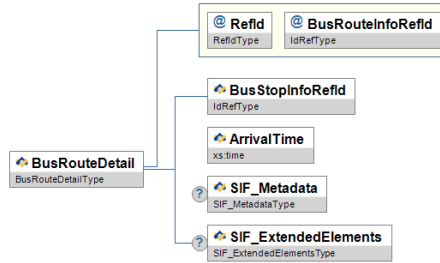 @ RefId
RefIdType
@ BusRouteInfoRefId
IdRefType
BusStopInfoRefId
IdRefType
ArrivalTime
xs:time
BusRouteDetail
BusRouteDetailType
? SIF_Metadata
SIF_MetadataType
? SIF_ExtendedElements
SIF_ExtendedElementsType